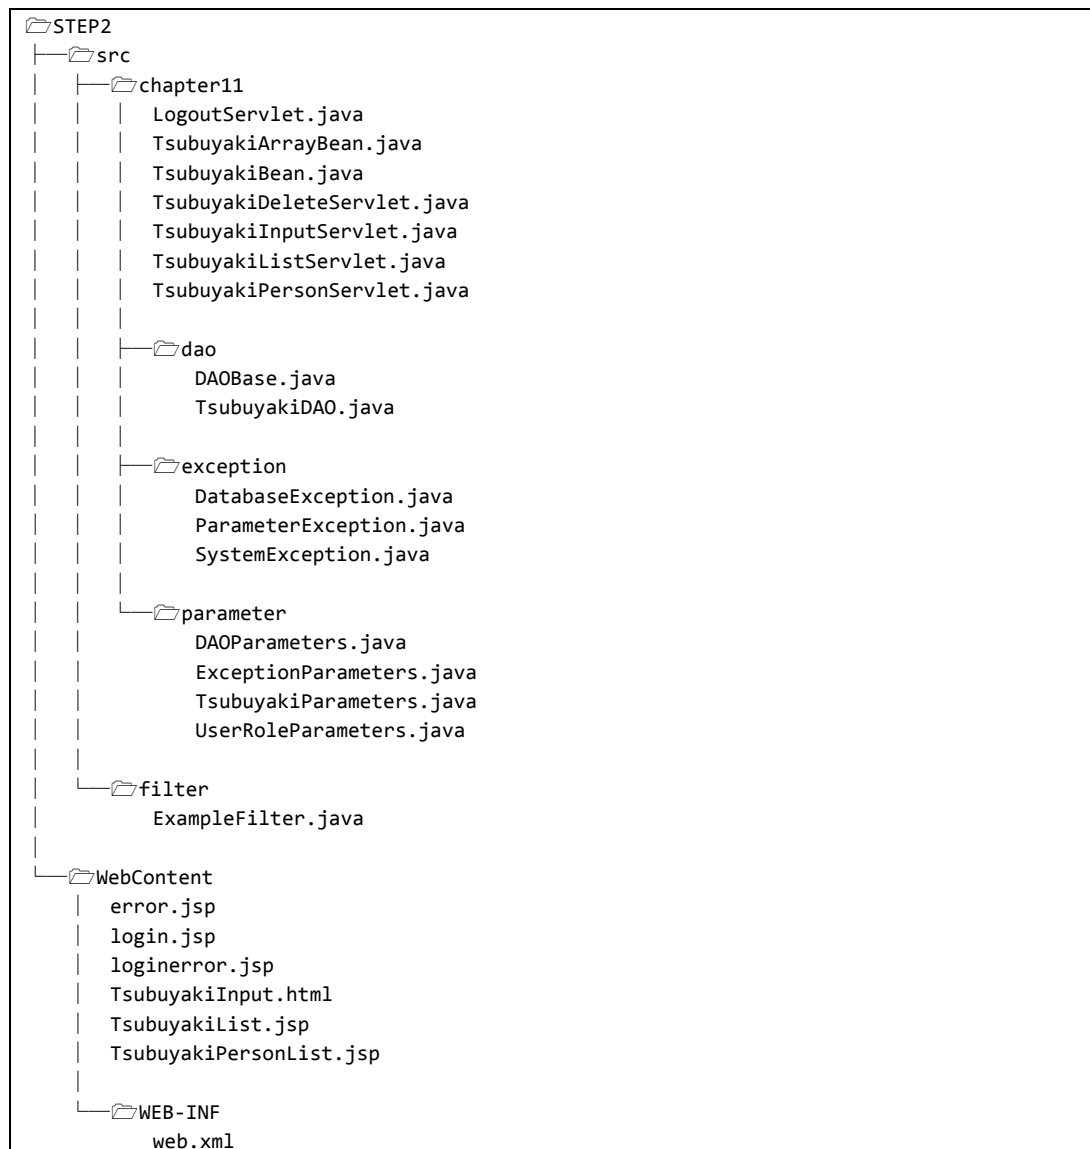 STEP2
src
chapter11
LogoutServlet.java
TsubuyakiArrayBean.java
TsubuyakiBean.java
TsubuyakiDeleteServlet.java
TsubuyakiInputServlet.java
TsubuyakiListServlet.java
TsubuyakiPersonServlet.java
dao
DAOBase.java
TsubuyakiDAO.java
exception
DatabaseException.java
ParameterException.java
SystemException.java
parameter
DAOParameters.java
ExceptionParameters.java
TsubuyakiParameters.java
UserRoleParameters.java
filter
ExampleFilter.java
WebContent
error.jsp
login.jsp
loginerror.jsp
TsubuyakiInput.html
TsubuyakiList.jsp
TsubuyakiPersonList.jsp
WEB-INF
web.xml